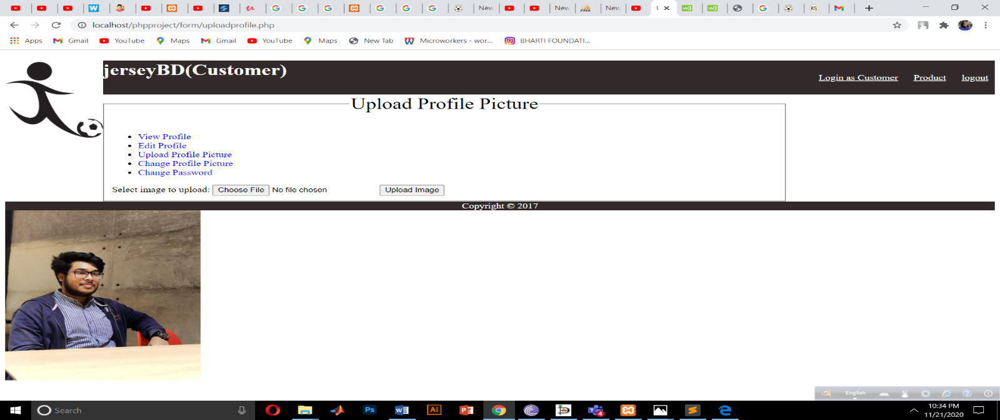 New
New
New
localhost/phpproject/form/uploadprofile.php
Apps Gmail YouTube Maps Gmail YouTube Maps New Tab Microworkers - wor... BHARTI FOUNDATI...
jerseyBD(Customer)
Login as Customer Product logout
Upload Profile Picture
View Profile
Edit Profile
Upload Profile Picture
Change Profile Picture
Change Password
Select image to upload: Choose File No file chosen Upload Image
Copyright © 2017
English
Search
Ps
Ai
4
10:34 PM
11/21/2020